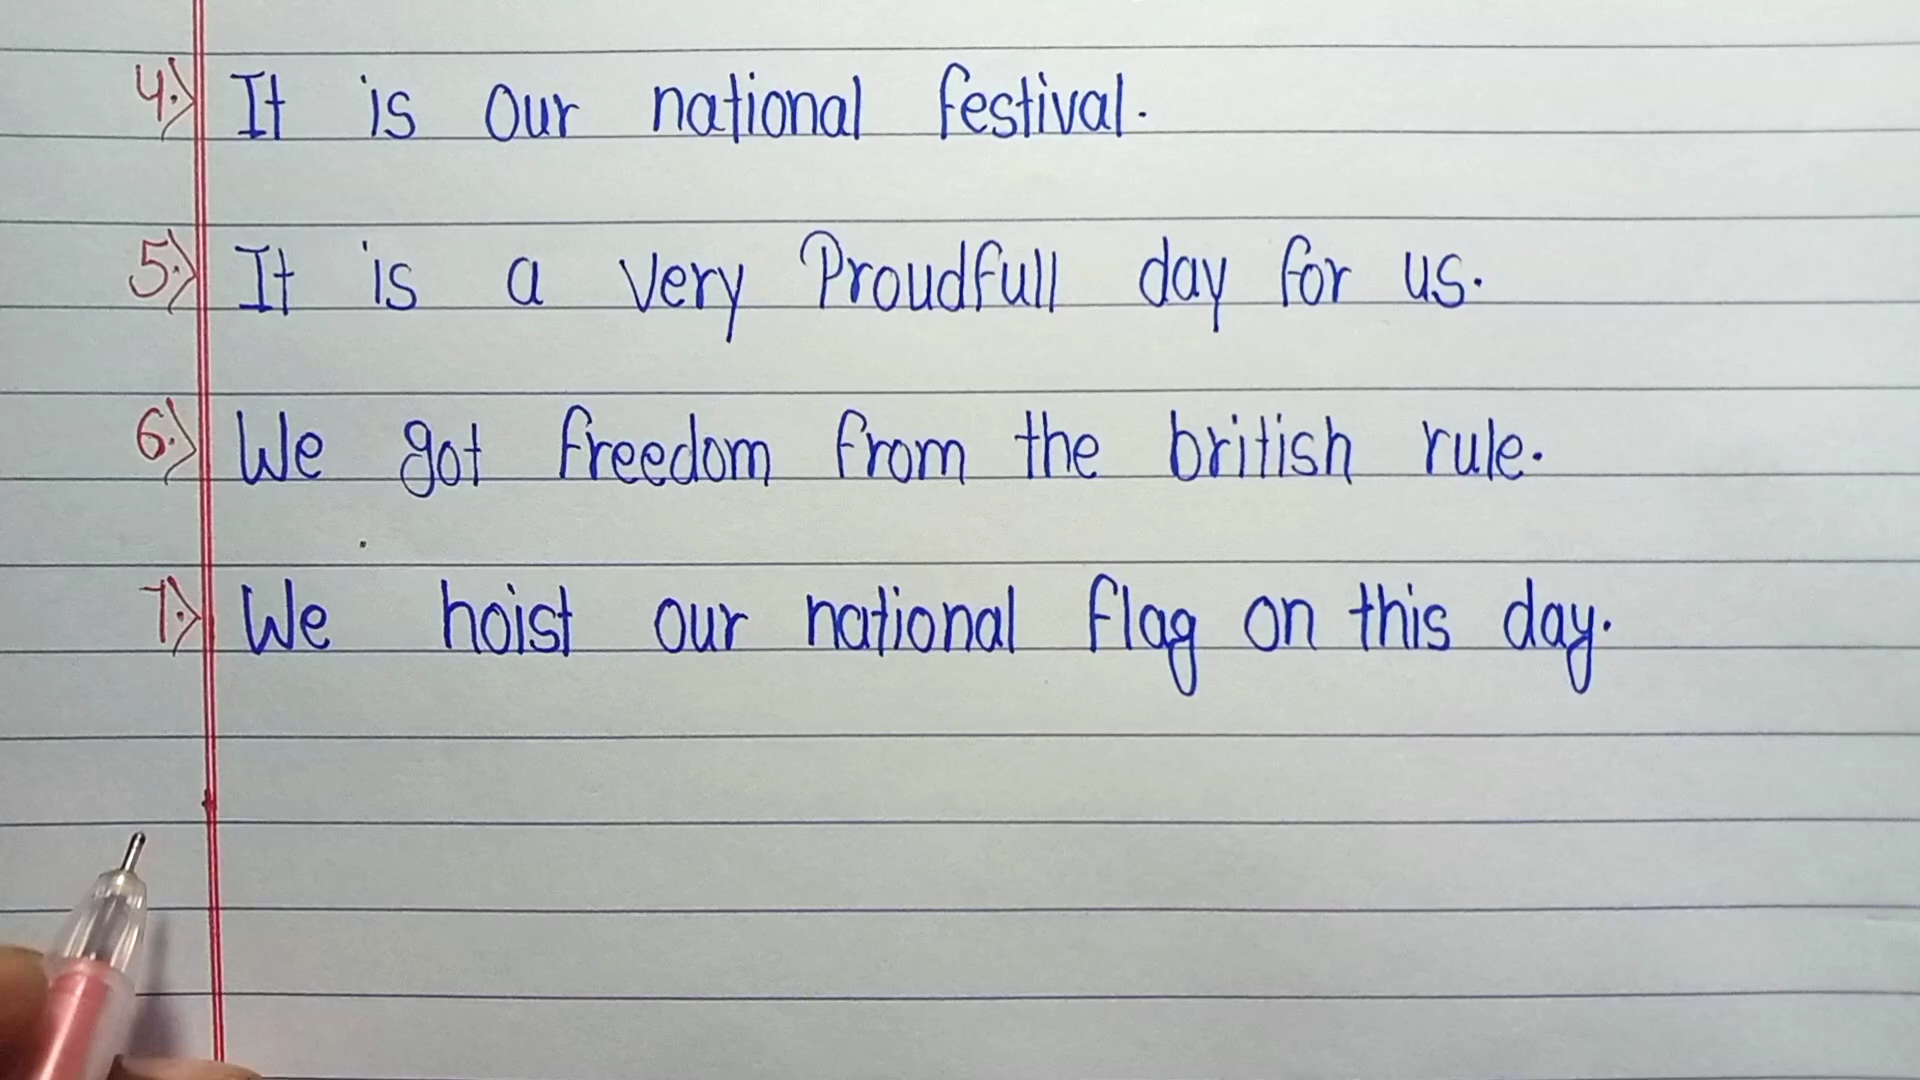 4.) It is our national festival.
5.) It is a very Proudfull day for us.
6.) We got freedom from the british rule.
7.) We hoist our national flag on this day.